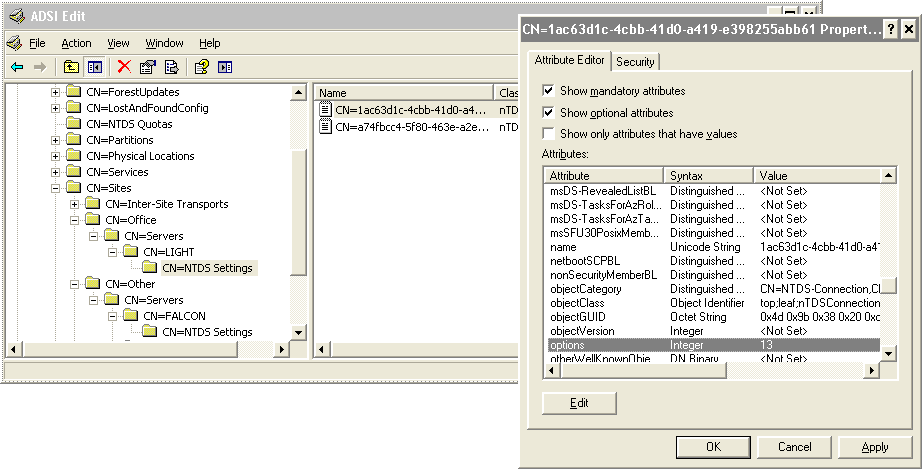 ADSI Edit
File Action View Window Help
CN=ForestUpdates
CN=LostAndFoundConfig
CN=NTDS Quotas
CN=Partitions
CN=Physical Locations
CN=Services
CN=Sites
CN=Inter-Site Transports
CN=Office
CN=Servers
CN=LIGHT
CN=NTDS Settings
CN=Other
CN=Servers
CN=FALCON
CN=NTDS Settings
Name Clas
CN=1ac63d1c-4cbb-41d0-a4... nTD
CN=a74fbcc4-5f80-463e-a2e... nTD
CN=1ac63d1c-4cbb-41d0-a419-e398255abb61 Propert...
Attribute Editor Security
Show mandatory attributes
Show optional attributes
Show only attributes that have values
Attributes:
Attribute Syntax Value
msDS-RevealedListBL Distinguished ... <Not Set>
msDS-TasksForAzRol... Distinguished ... <Not Set>
msDS-TasksForAzTa... Distinguished ... <Not Set>
msSFU30PosixMemb... Distinguished ... <Not Set>
name Unicode String 1ac63d1c-4cbb-41d0-a41
netbootSCPBL Distinguished ... <Not Set>
nonSecurityMemberBL Distinguished ... <Not Set>
objectCategory Distinguished ... CN=NTDS-Connection,C
objectClass Object Identifier top;leaf;nTDSConnection
objectGUID Octet String 0x4d 0x9b 0x38 0x20 0xc
objectVersion Integer <Not Set>
options Integer 13
otherWellKnownObje... DN Binary <Not Set>
Edit
OK Cancel Apply